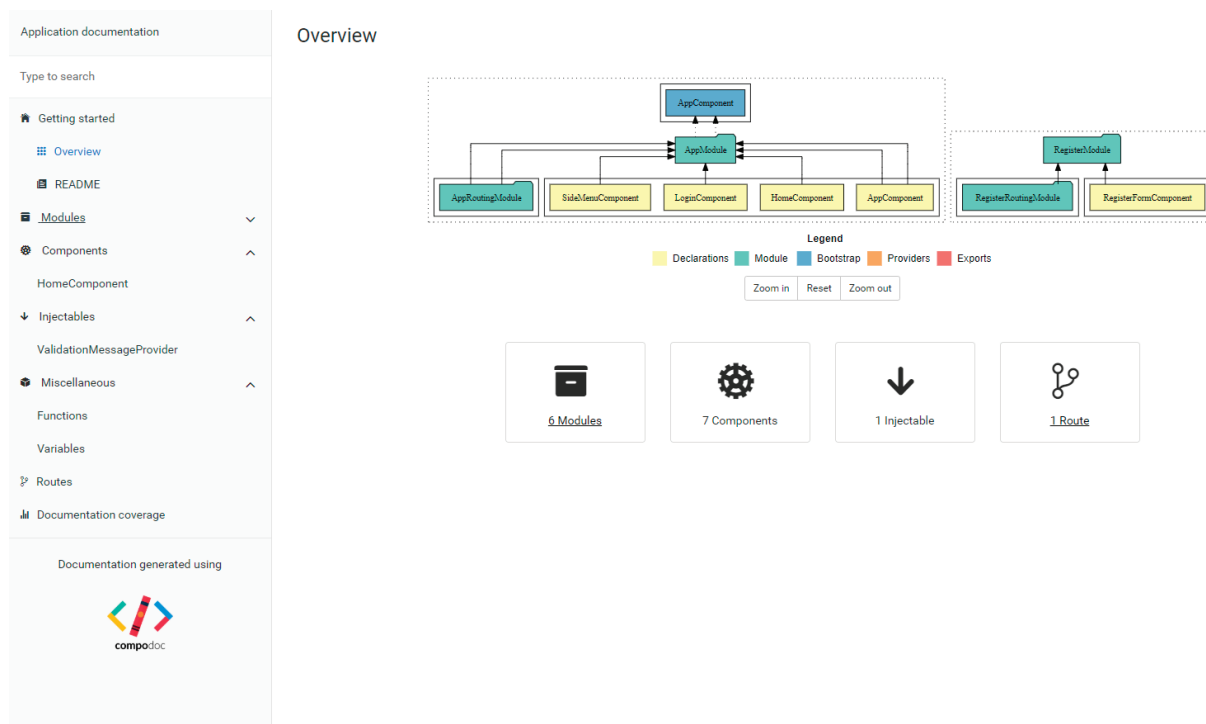 Application documentation
Type to search
Getting started
Overview
README
Modules
Components
HomeComponent
Injectables
ValidationMessageProvider
Miscellaneous
Functions
Variables
Routes
Documentation coverage
Documentation generated using
compodoc
Overview
AppComponent
AppModule
AppRoutingModule
SideMenuComponent
LoginComponent
HomeComponent
AppComponent
RegisterModule
RegisterRoutingModule
RegisterFormComponent
Legend
Declarations Module Bootstrap Providers Exports
Zoom in Reset Zoom out
6 Modules
7 Components
1 Injectable
1 Route